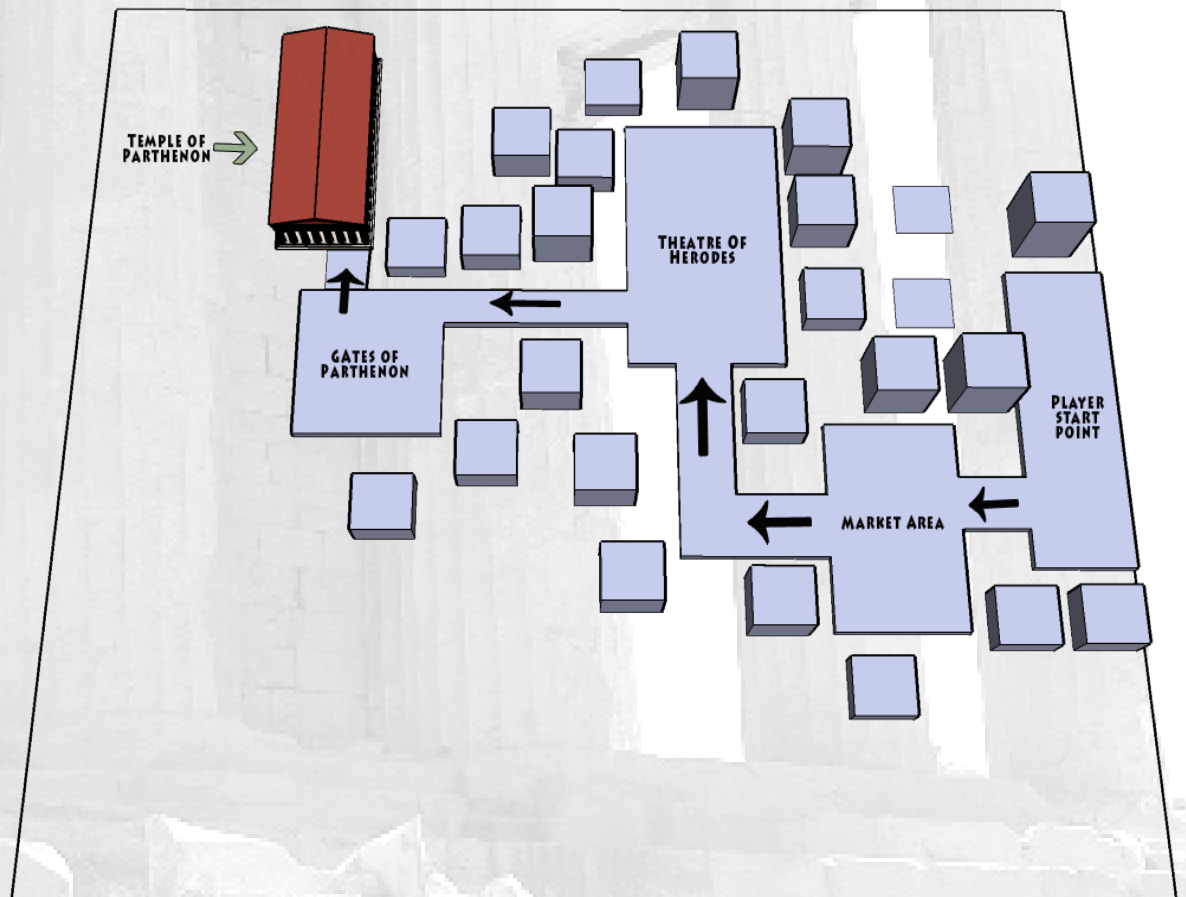 Temple of
Parthenon
Theatre Of
Herodes
Gates of
Parthenon
Player
start
point
Market Area